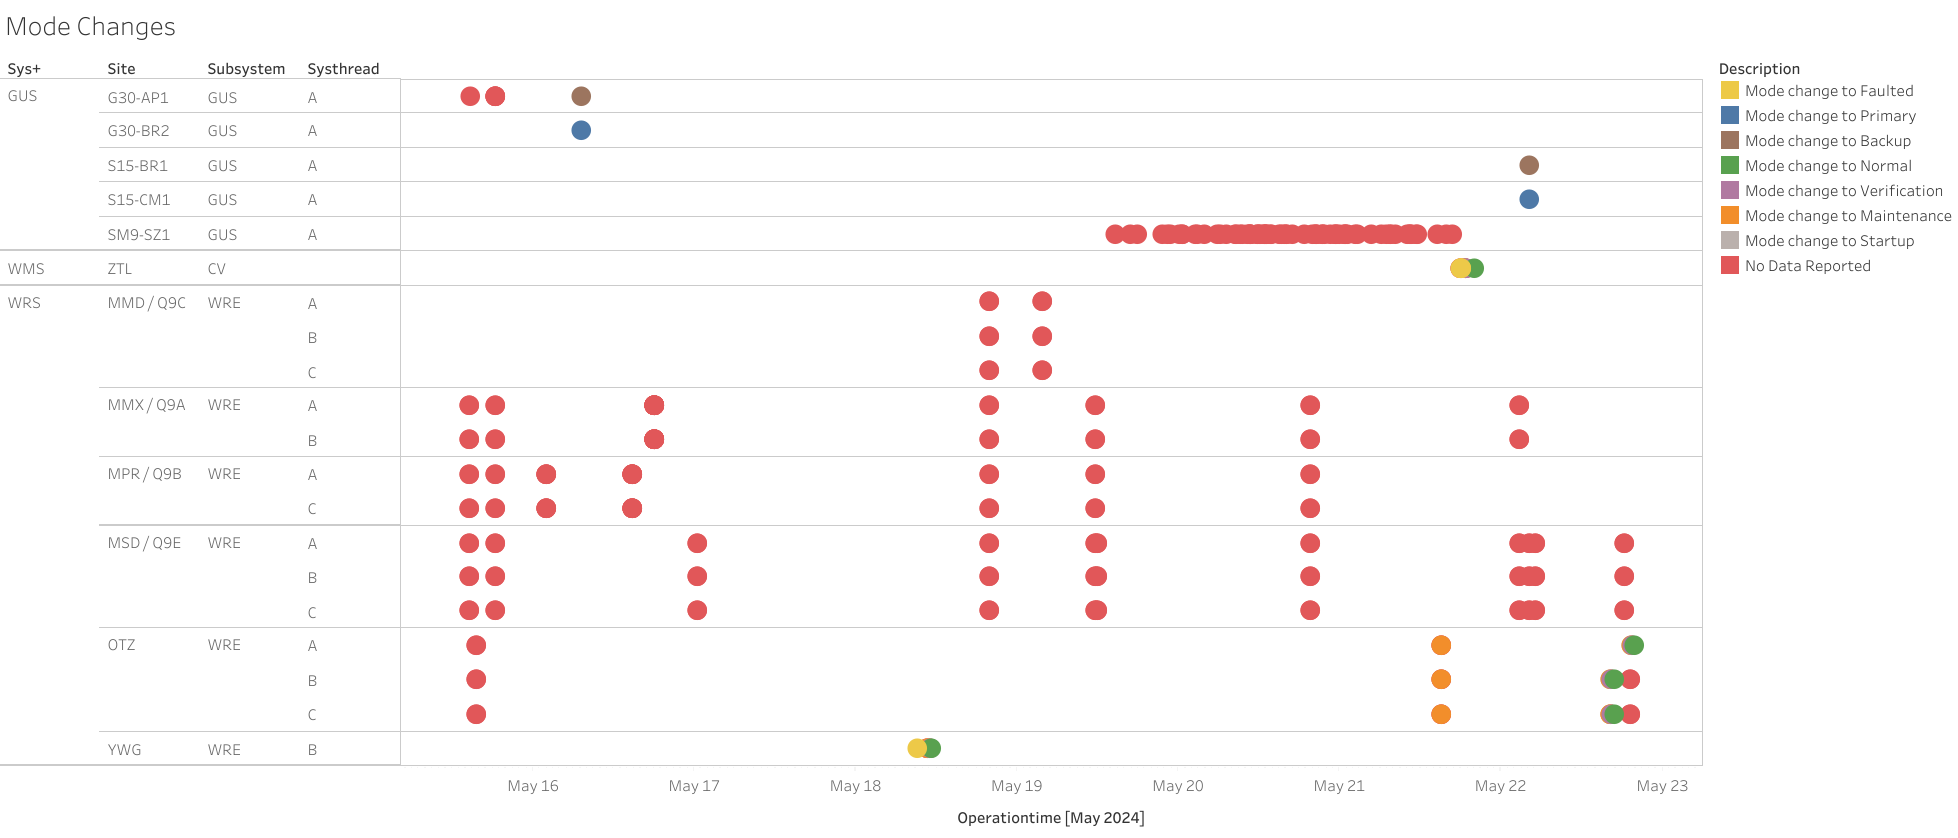 Mode Changes
Sys+ Site Subsystem Systhread
Description
GUS G30-AP1 GUS A
Mode change to Faulted
Mode change to Primary
G30-BR2 GUS A
Mode change to Backup
S15-BR1 GUS A
Mode change to Normal
Mode change to Verification
S15-CM1 GUS A
Mode change to Maintenance
SM9-SZ1 GUS A
Mode change to Startup
No Data Reported
WMS ZTL CV
WRS MMD / Q9C WRE A
B
C
MMX / Q9A WRE A
B
MPR / Q9B WRE A
C
MSD / Q9E WRE A
B
C
OTZ WRE A
B
C
YWG WRE B
May 16 May 17 May 18 May 19 May 20 May 21 May 22 May 23
Operationtime [May 2024]